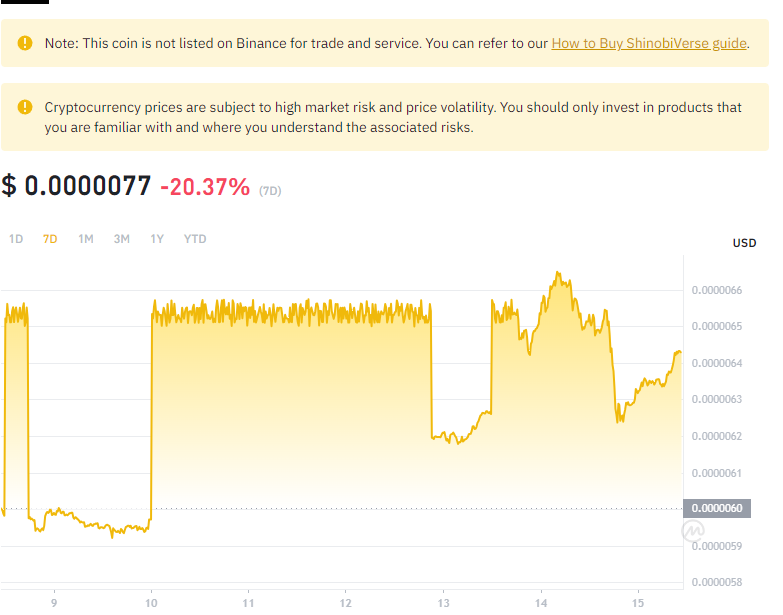 Note: This coin is not listed on Binance for trade and service. You can refer to our How to Buy ShinobiVerse guide.
Cryptocurrency prices are subject to high market risk and price volatility. You should only invest in products that
you are familiar with and where you understand the associated risks.
$ 0.0000077 -20.37% (7D)
1D 7D 1M 3M 1Y YTD
USD
0.0000066
0.0000065
0.0000064
0.0000063
0.0000062
0.0000061
0.0000060
0.0000059
0.0000058
9 10 11 12 13 14 15